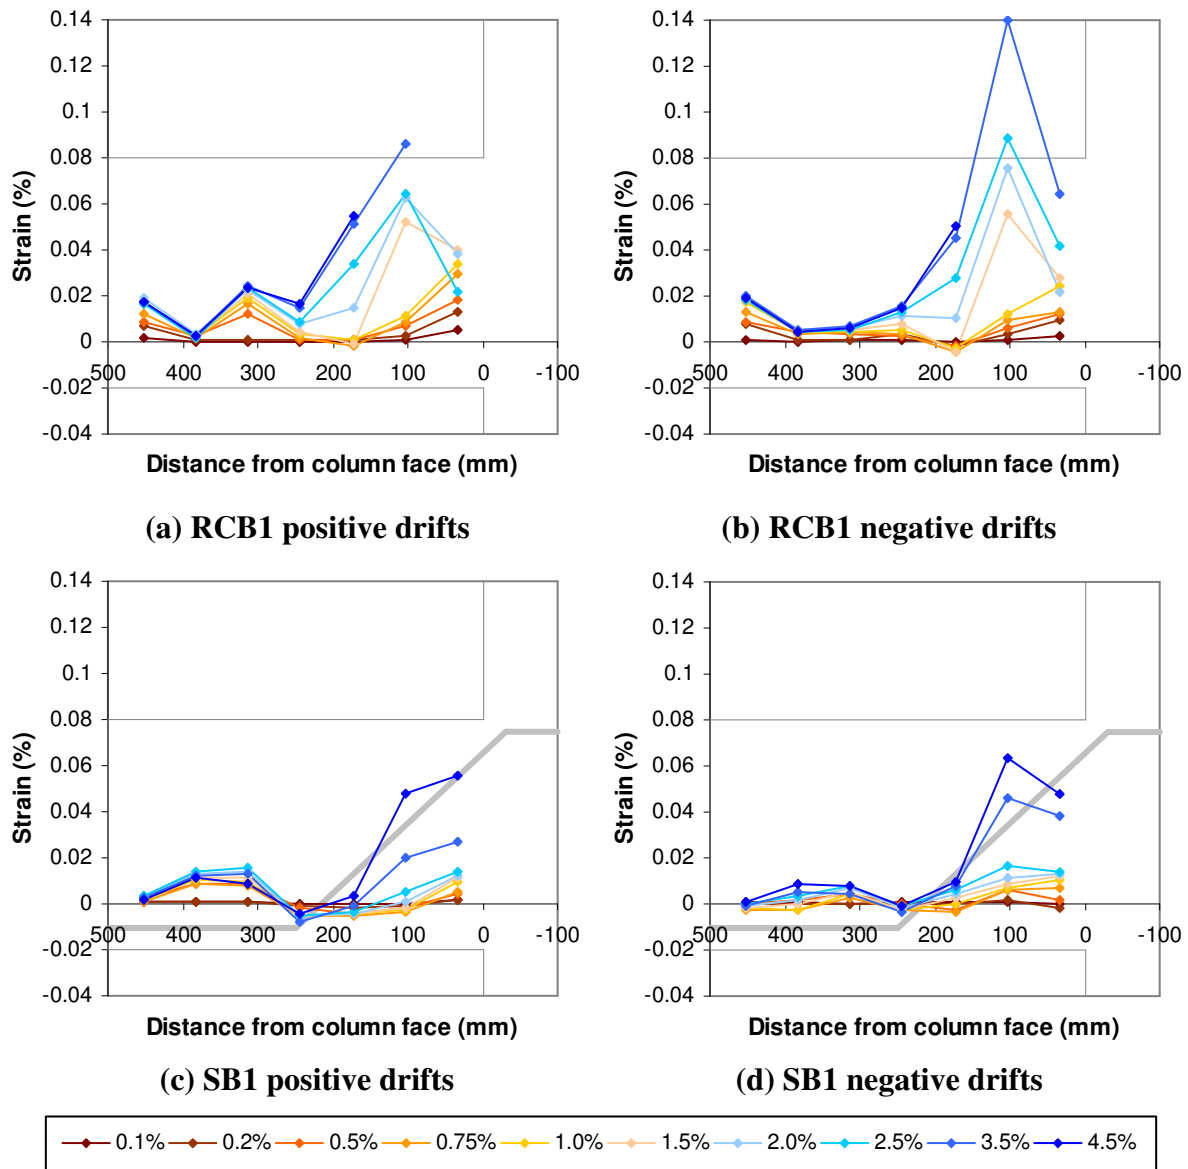 0.14 0.14
0.12 0.12
0.1 0.1
0.08 0.08
0.06 0.06
0.04 0.04
0.02 0.02
0 0
500 400 300 200 100 0 -100 500 400 300 200 100 0 -100
-0.02 -0.02
-0.04 -0.04
Strain (%) Strain (%)
Distance from column face (mm) Distance from column face (mm)
(a) RCB1 positive drifts (b) RCB1 negative drifts
0.14 0.14
0.12 0.12
0.1 0.1
0.08 0.08
0.06 0.06
0.04 0.04
0.02 0.02
0 0
500 400 300 200 100 0 -100 500 400 300 200 100 0 -100
-0.02 -0.02
-0.04 -0.04
Strain (%) Strain (%)
Distance from column face (mm) Distance from column face (mm)
(c) SB1 positive drifts (d) SB1 negative drifts
0.1% 0.2% 0.5% 0.75% 1.0% 1.5% 2.0% 2.5% 3.5% 4.5%